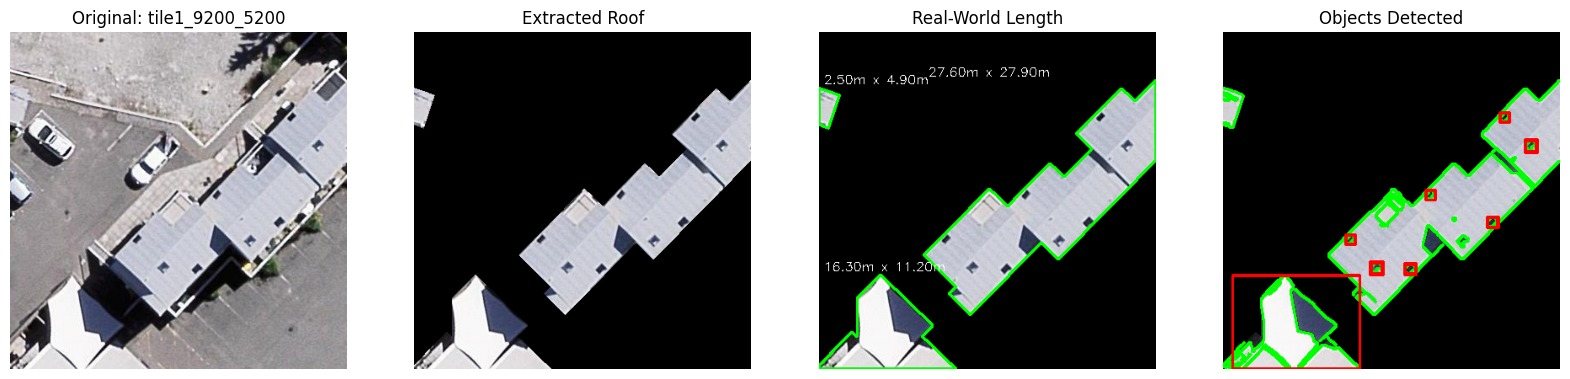 Original: tile1_9200_5200
Extracted Roof
Real-World Length
Objects Detected
2.50m x 4.90m
27.60m x 27.90m
16.30m x 11.20m